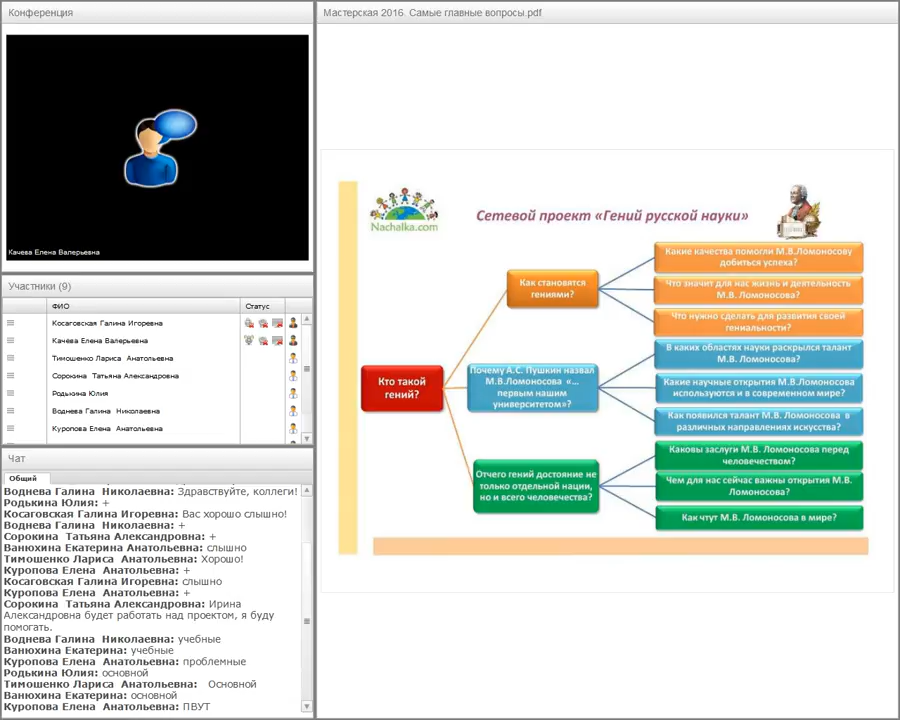 Конференция
Качева Елена Валерьевна
Участники (9)
ФИО
Статус
Косаговская Галина Игоревна
Качёва Елена Валерьевна
Тимошенко Лариса Анатольевна
Сорокина Татьяна Александровна
Родькина Юлия
Воднева Галина Николаевна
Куропова Елена Анатольевна
Чат
Общий
Воднева Галина Николаевна: Здравствуйте, коллеги!
Родькина Юлия: +
Косаговская Галина Игоревна: Вас хорошо слышно!
Воднева Галина Николаевна: +
Сорокина Татьяна Александровна: +
Ванюхина Екатерина Анатольевна: слышно
Тимошенко Лариса Анатольевна: Хорошо!
Куропова Елена Анатольевна: +
Косаговская Галина Игоревна: слышно
Куропова Елена Анатольевна: +
Сорокина Татьяна Александровна: Ирина
Александровна будет работать над проектом, я буду
помогать.
Воднева Галина Николаевна: учебные
Ванюхина Екатерина: учебные
Куропова Елена Анатольевна: проблемные
Родькина Юлия: основной
Тимошенко Лариса Анатольевна: Основной
Ванюхина Екатерина: основной
Куропова Елена Анатольевна: ПВУТ
Мастерская 2016. Самые главные вопросы.pdf
Nachalka.com
Сетевой проект «Гений русской науки»
Кто такой
гений?
Как становятся
гениями?
Какие качества помогли М.В.Ломоносову
добиться успеха?
Что значит для нас жизнь и деятельность
М.В. Ломоносова?
Что нужно сделать для развития своей
гениальности?
Почему А.С. Пушкин назвал
М.В.Ломоносова «…
первым нашим
университетом»?
В каких областях науки раскрылся талант
М.В. Ломоносова?
Какие научные открытия М.В. Ломоносова
используются и в современном мире?
Как появился талант М.В. Ломоносова в
различных направлениях искусства?
Отчего гений достояние не
только отдельной нации,
но и всего человечества?
Каковы заслуги М.В. Ломоносова перед
человечеством?
Чем для нас сейчас важны открытия М.В.
Ломоносова?
Как чтут М.В. Ломоносова в мире?